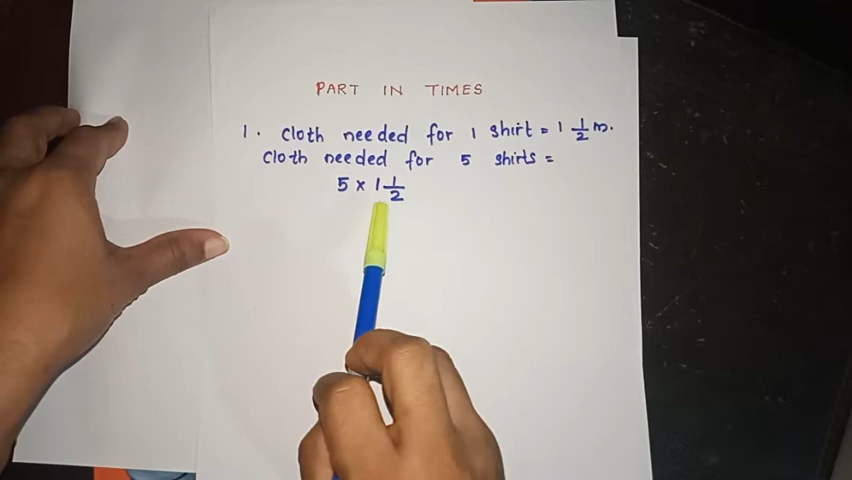 PART IN TIMES
1. cloth needed for 1 shirt = 1 1/2 m.
cloth needed for 5 shirts =
5 × 1 1/2